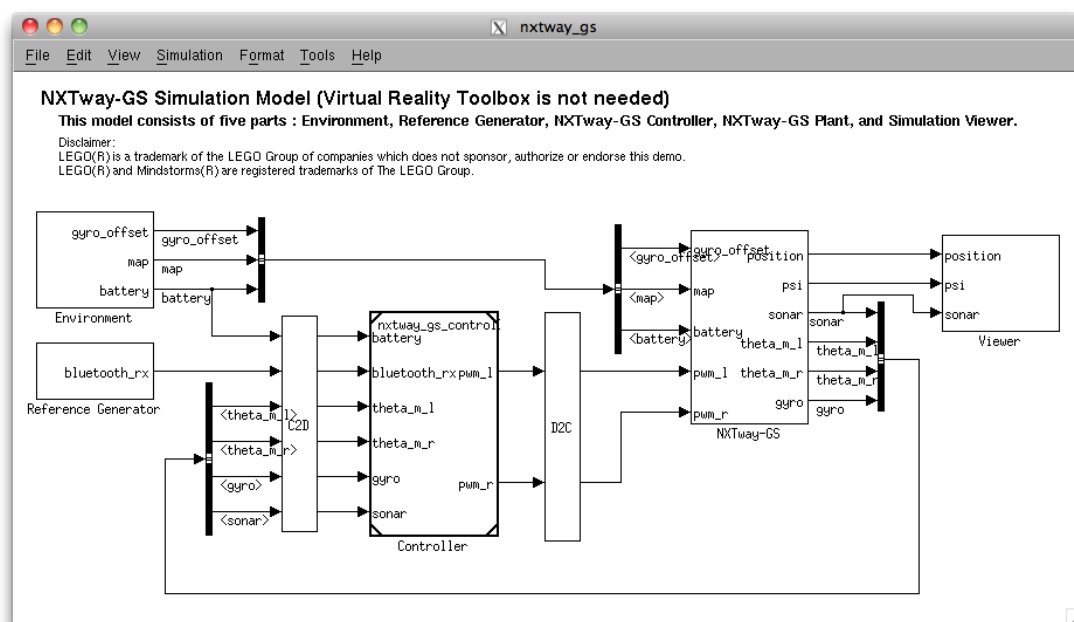 nxtway_gs
File Edit View Simulation Format Tools Help
NXTway-GS Simulation Model (Virtual Reality Toolbox is not needed)
This model consists of five parts : Environment, Reference Generator, NXTway-GS Controller, NXTway-GS Plant, and Simulation Viewer.
Disclaimer:
LEGO(R) is a trademark of the LEGO Group of companies which does not sponsor, authorize or endorse this demo.
LEGO(R) and Mindstorms(R) are registered trademarks of The LEGO Group.
gyro_offset
map
battery
Environment
gyro_offset
map
battery
bluetooth_rx
Reference Generator
<theta_m_l>
<theta_m_r>
<gyro>
<sonar>
C2D
nxtway_gs_controll
battery
bluetooth_rx
theta_m_l
theta_m_r
gyro
sonar
pwm_l
pwm_r
Controller
D2C
<gyro_offset>
<map>
<battery>
gyro_offset
map
battery
pwm_l
pwm_r
position
psi
sonar
theta_m_l
theta_m_r
gyro
NXTway-GS
sonar
theta_m_l
theta_m_r
gyro
position
psi
sonar
Viewer